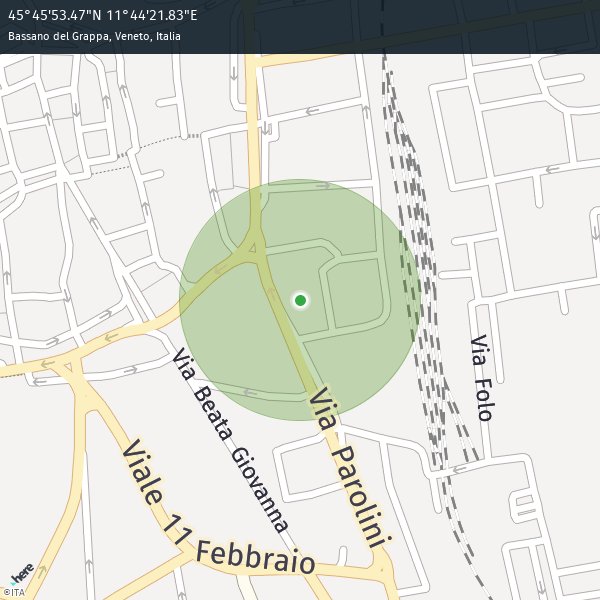 45°45'53.47"N 11°44'21.83"E
Bassano del Grappa, Veneto, Italia
Via Folo
Via Beata Giovanna
Via Parolini
Viale 11 Febbraio
here
©ITA